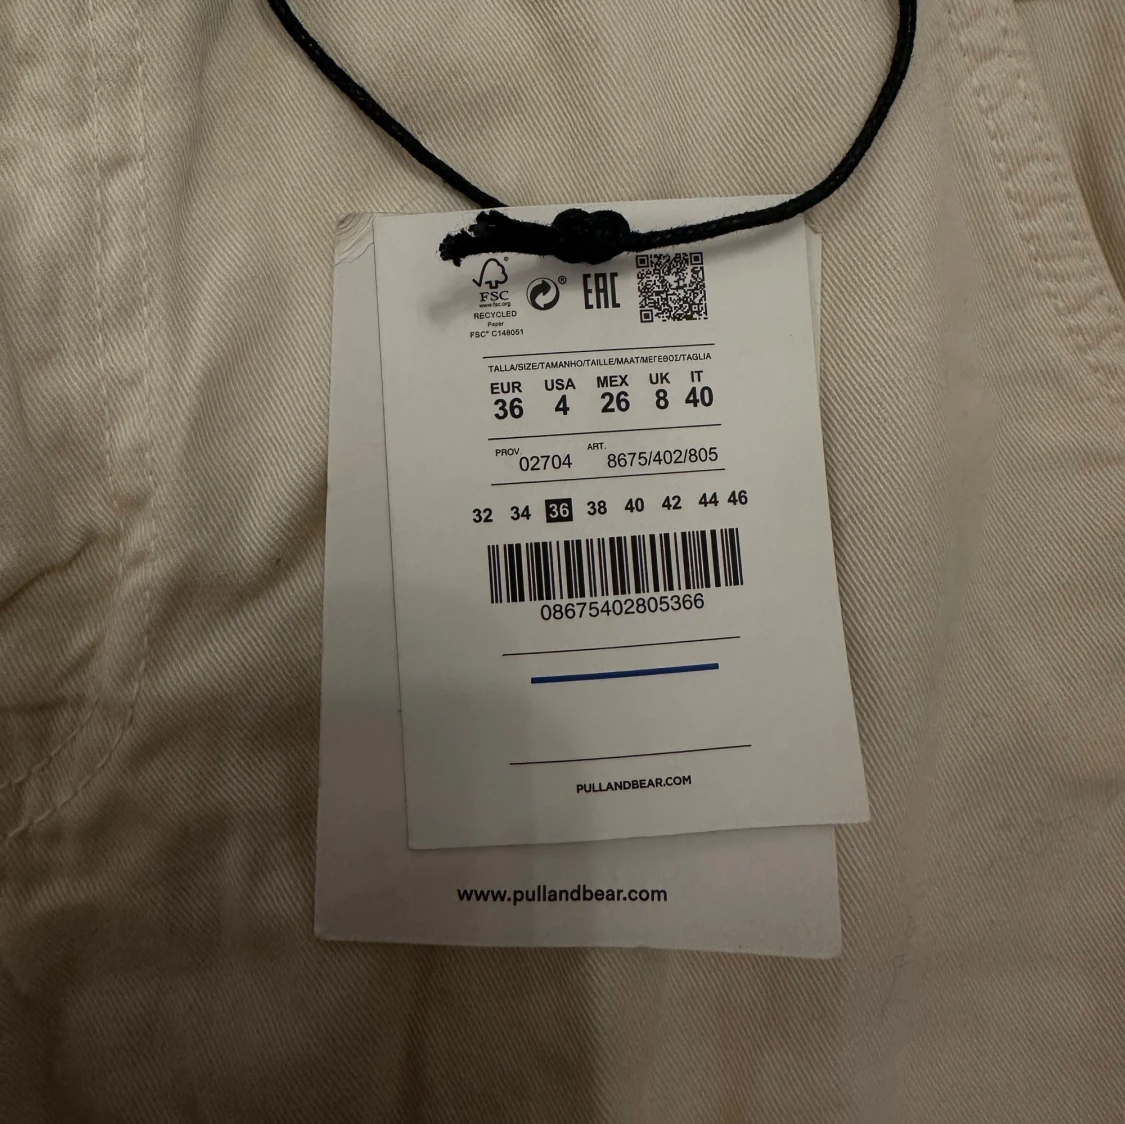 FSC
www.fsc.org
RECYCLED
Paper
FSC® C148051
® EAC
TALLA/SIZE/TAMANHO/TAILLE/MAAT/ΜΕΓΕΘΟΣ/TAGLIA
EUR USA MEX UK IT
36 4 26 8 40
PROV. 02704 ART. 8675/402/805
32 34 36 38 40 42 44 46
08675402805366
PULLANDBEAR.COM
www.pullandbear.com